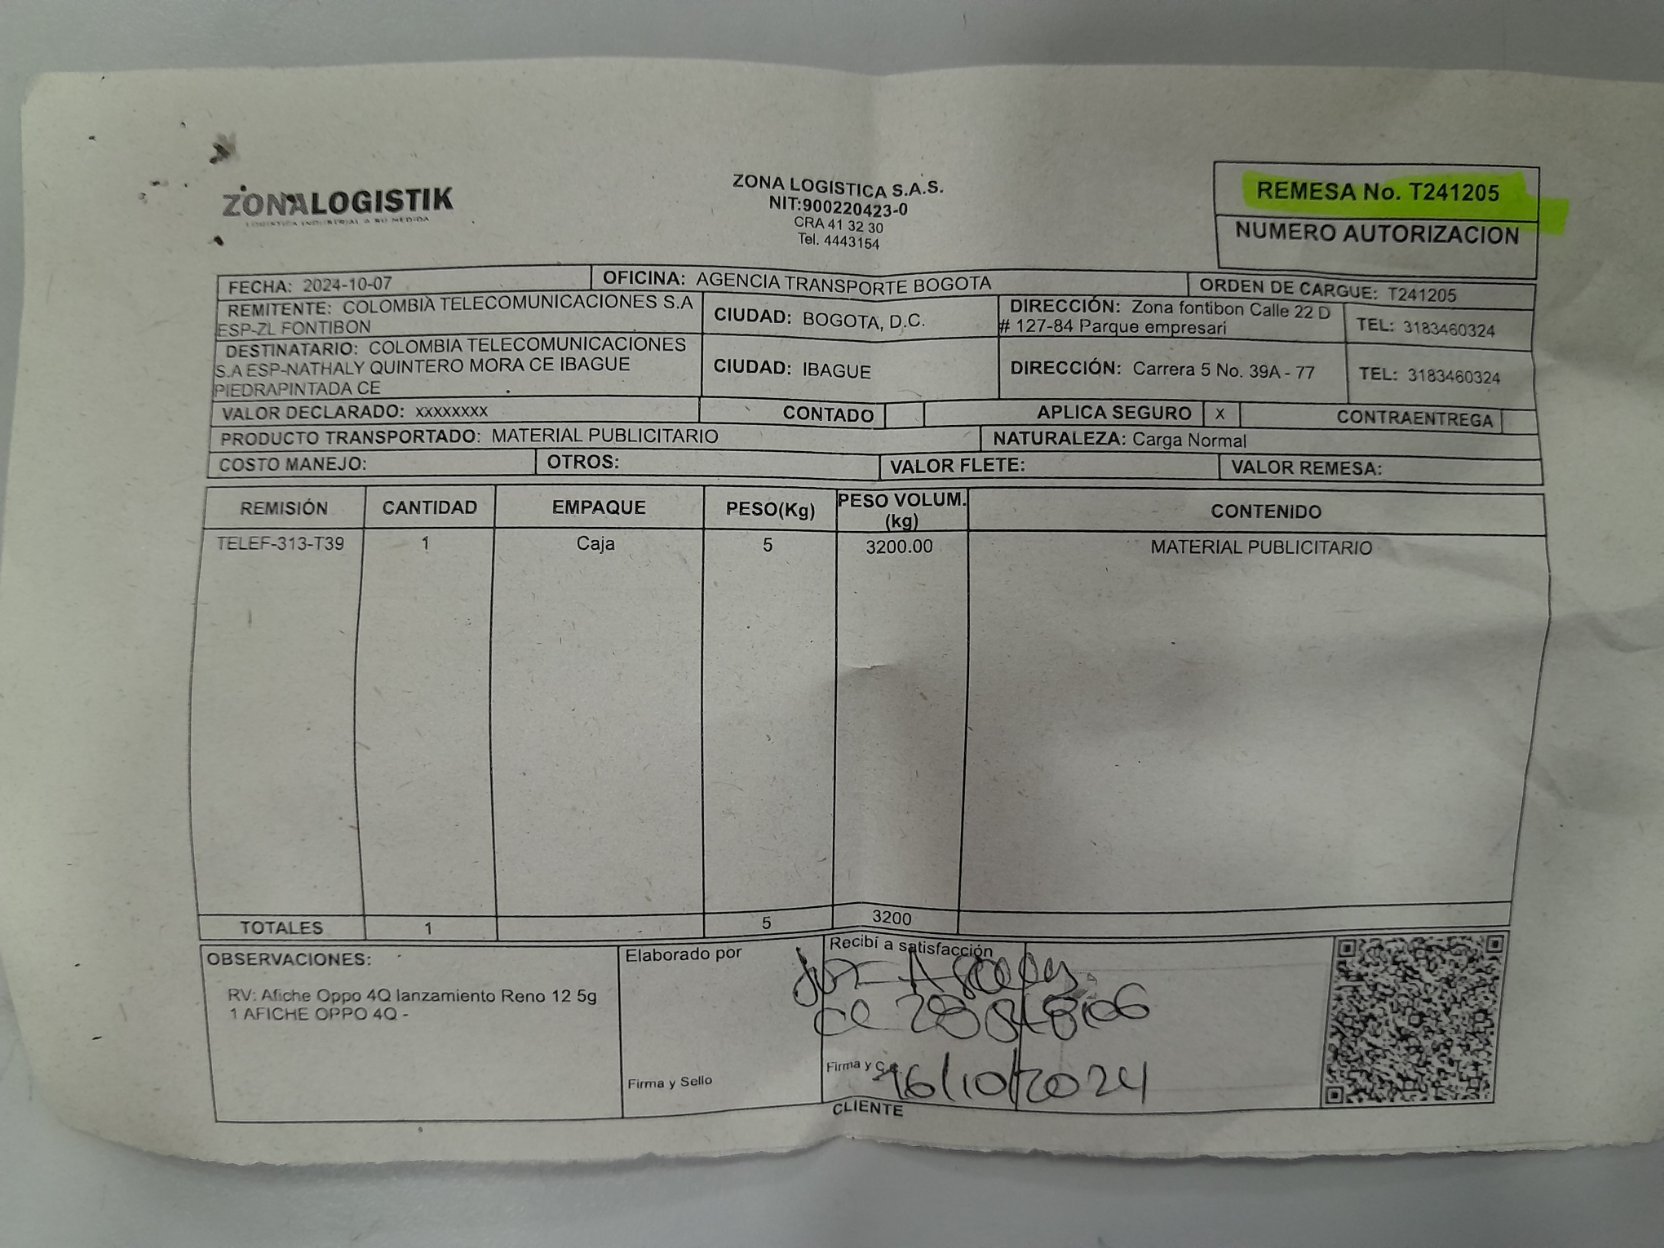 ZONALOGISTIK
LOGISTICA INDUSTRIAL A SU MEDIDA
ZONA LOGISTICA S.A.S.
NIT:900220423-0
CRA 41 32 30
Tel. 4443154
REMESA No. T241205
NUMERO AUTORIZACION
FECHA: 2024-10-07 OFICINA: AGENCIA TRANSPORTE BOGOTA ORDEN DE CARGUE: T241205
REMITENTE: COLOMBIA TELECOMUNICACIONES S.A
ESP-ZL FONTIBON
CIUDAD: BOGOTA, D.C.
DIRECCIÓN: Zona fontibon Calle 22 D
# 127-84 Parque empresari
TEL: 3183460324
DESTINATARIO: COLOMBIA TELECOMUNICACIONES
S.A ESP-NATHALY QUINTERO MORA CE IBAGUE
PIEDRAPINTADA CE
CIUDAD: IBAGUE
DIRECCIÓN: Carrera 5 No. 39A - 77
TEL: 3183460324
VALOR DECLARADO: xxxxxxxx CONTADO APLICA SEGURO x CONTRAENTREGA
PRODUCTO TRANSPORTADO: MATERIAL PUBLICITARIO NATURALEZA: Carga Normal
COSTO MANEJO: OTROS: VALOR FLETE: VALOR REMESA:
REMISIÓN CANTIDAD EMPAQUE PESO(Kg) PESO VOLUM. (kg) CONTENIDO
TELEF-313-T39 1 Caja 5 3200.00 MATERIAL PUBLICITARIO
TOTALES 1 5 3200
OBSERVACIONES:
RV: Afiche Oppo 4Q lanzamiento Reno 12 5g
1 AFICHE OPPO 4Q -
Elaborado por
Firma y Sello
Recibí a satisfacción
cc
Firma y C.c.
16/10/2024
CLIENTE